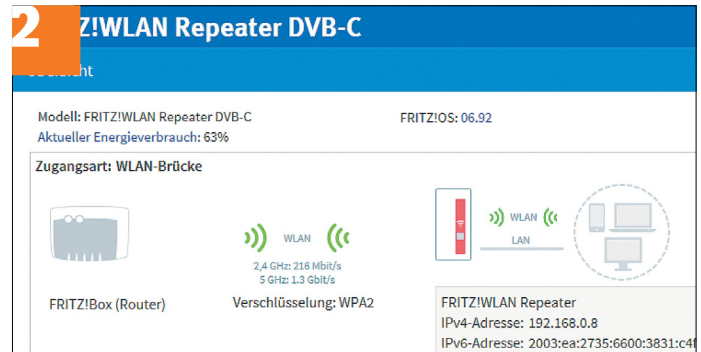 2
Z!WLAN Repeater DVB-C
Modell: FRITZ!WLAN Repeater DVB-C
FRITZ!OS: 06.92
Aktueller Energieverbrauch: 63%
Zugangsart: WLAN-Brücke
WLAN
2,4 GHz: 216 Mbit/s
5 GHz: 1.3 Gbit/s
WLAN
LAN
FRITZ!Box (Router)
Verschlüsselung: WPA2
FRITZ!WLAN Repeater
IPv4-Adresse: 192.168.0.8
IPv6-Adresse: 2003:ea:2735:6600:3831:c4f